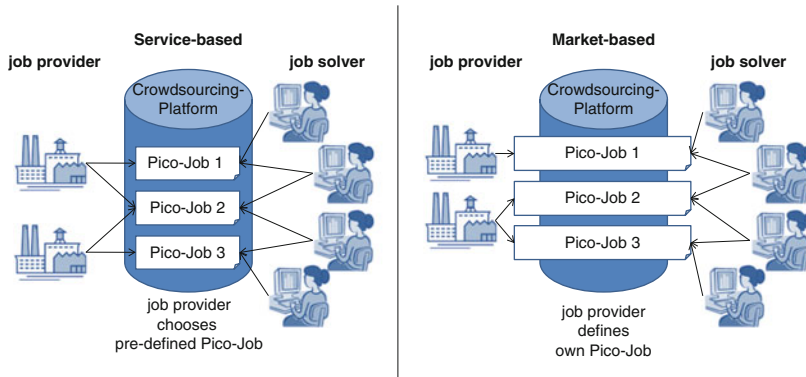 Service-based
job provider
job solver
Crowdsourcing-
Platform
Pico-Job 1
Pico-Job 2
Pico-Job 3
job provider
chooses
pre-defined Pico-Job
Market-based
job provider
job solver
Crowdsourcing-
Platform
Pico-Job 1
Pico-Job 2
Pico-Job 3
job provider
defines
own Pico-Job